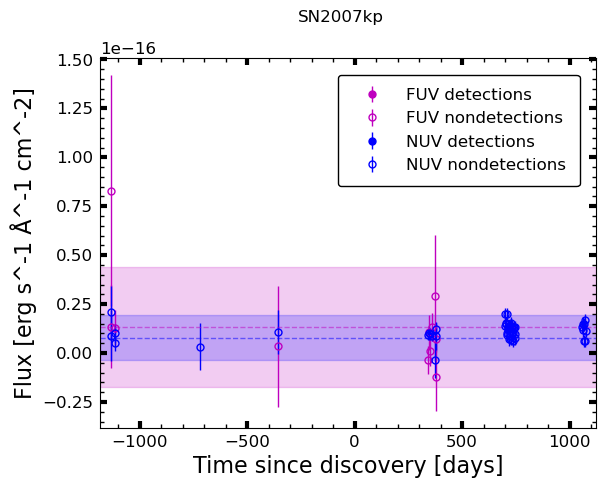 SN2007kp
1e−16
1.50
1.25
1.00
0.75
0.50
0.25
0.00
−0.25
Flux [erg s^-1 Å^-1 cm^-2]
FUV detections
FUV nondetections
NUV detections
NUV nondetections
−1000
−500
0
500
1000
Time since discovery [days]